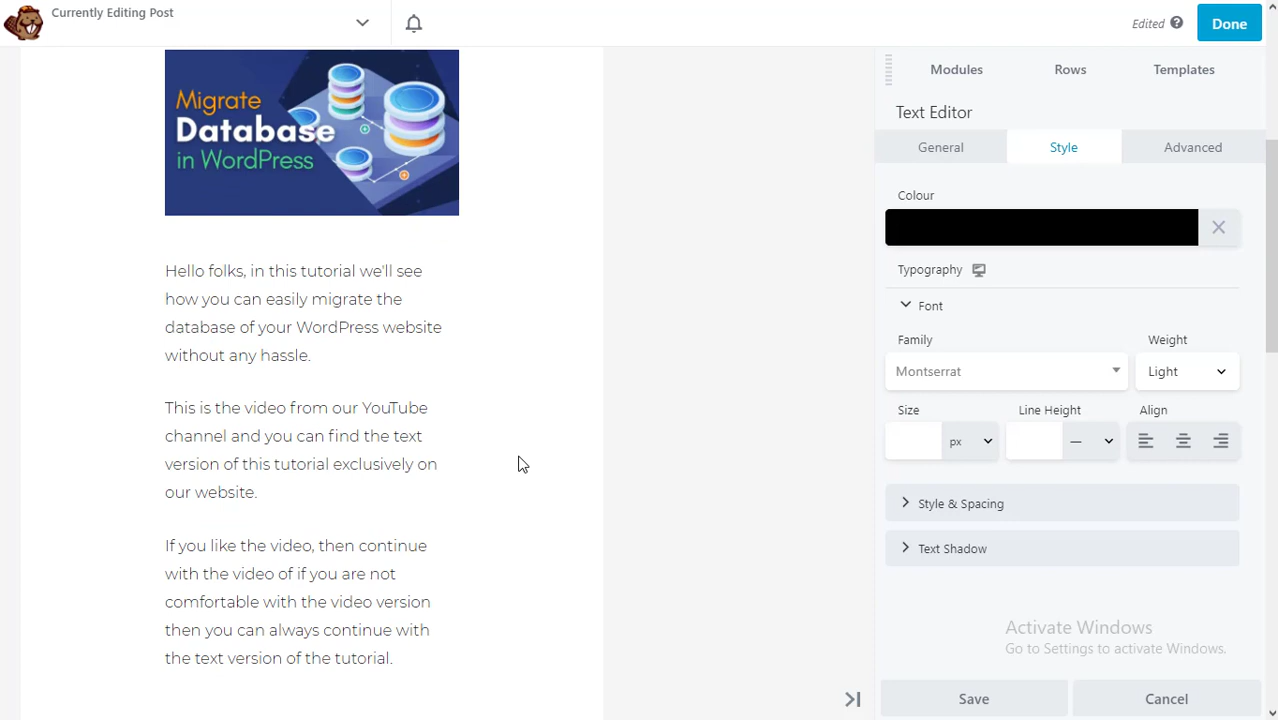 Currently Editing Post
Edited
Done
Migrate
Database
in WordPress
Hello folks, in this tutorial we'll see
how you can easily migrate the
database of your WordPress website
without any hassle.
This is the video from our YouTube
channel and you can find the text
version of this tutorial exclusively on
our website.
If you like the video, then continue
with the video of if you are not
comfortable with the video version
then you can always continue with
the text version of the tutorial.
Modules Rows Templates
Text Editor
General Style Advanced
Colour
Typography
Font
Family Weight
Montserrat Light
Size Line Height Align
px —
Style & Spacing
Text Shadow
Activate Windows
Go to Settings to activate Windows.
Save Cancel